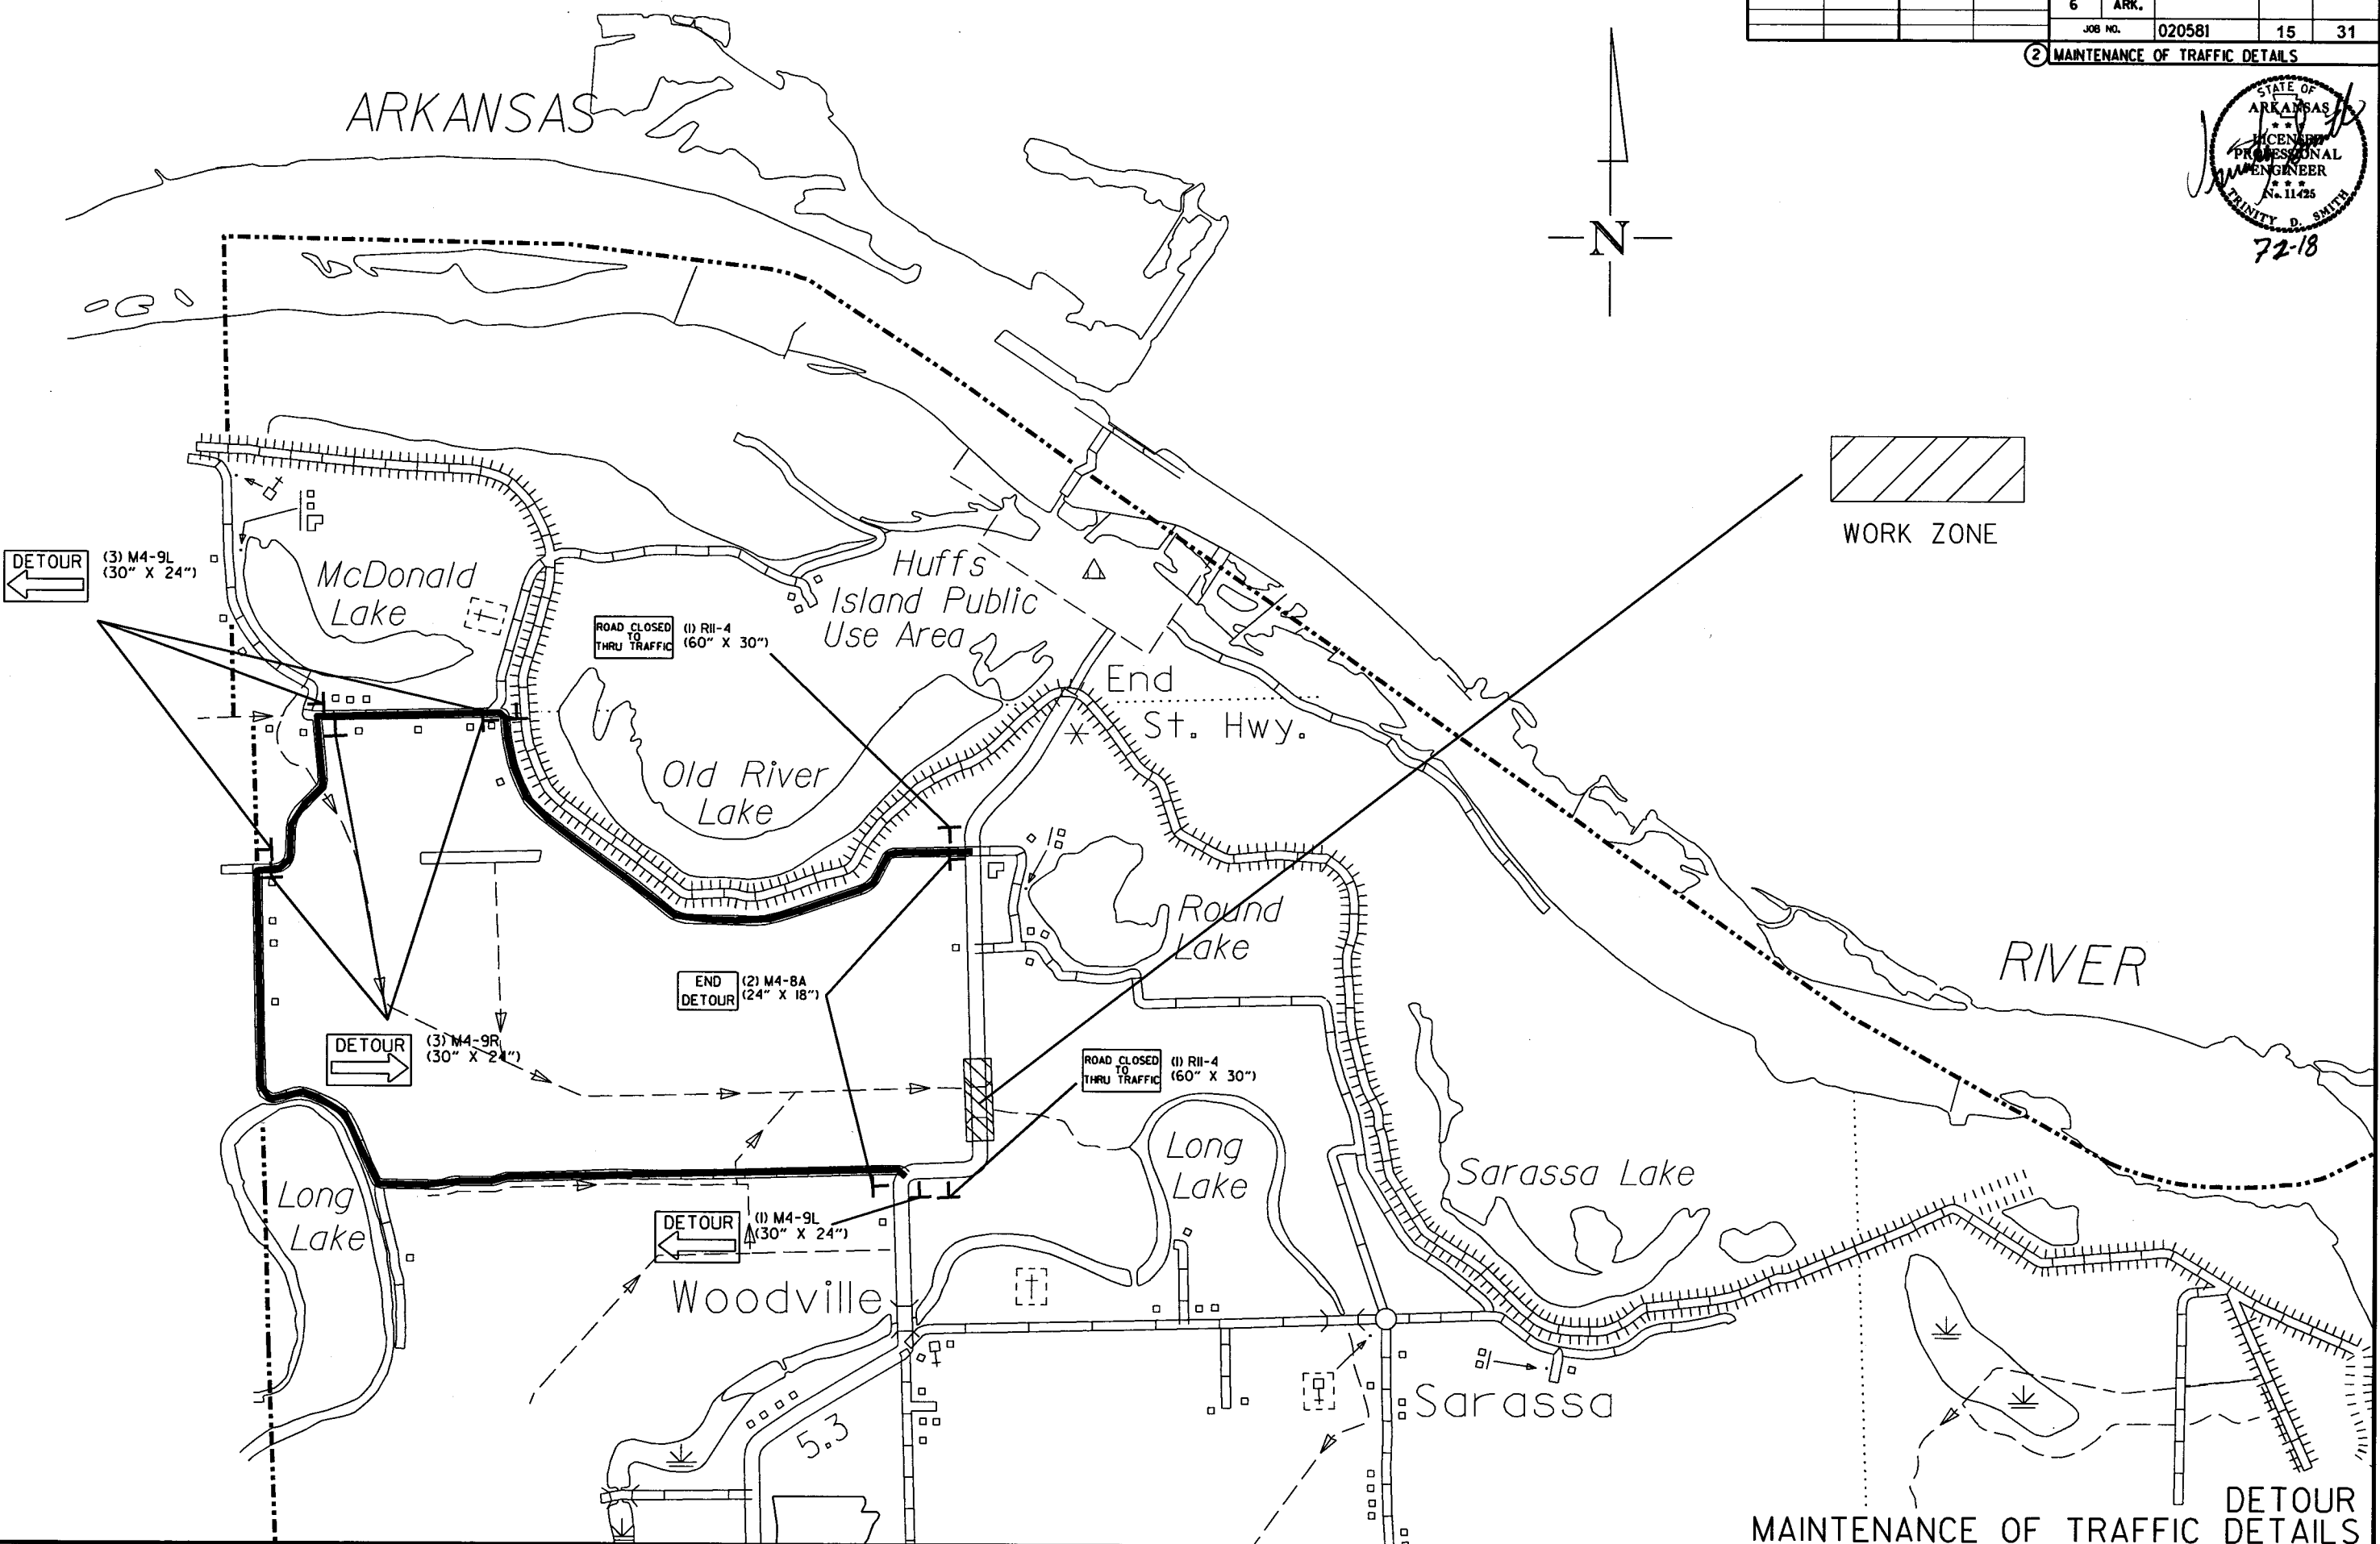 6 ARK.
JOB NO. 020581 15 31
2 MAINTENANCE OF TRAFFIC DETAILS
STATE OF
ARKANSAS
LICENSED
PROFESSIONAL
ENGINEER
No. 11425
TRINITY D. SMITH
7-2-18
ARKANSAS
N
WORK ZONE
DETOUR
(3) M4-9L
(30" X 24")
McDonald
Lake
Huffs
Island Public
Use Area
ROAD CLOSED
TO
THRU TRAFFIC
(1) R11-4
(60" X 30")
End
St. Hwy.
Old River
Lake
Round
Lake
RIVER
END
DETOUR
(2) M4-8A
(24" X 18")
DETOUR
(3) M4-9R
(30" X 24")
ROAD CLOSED
TO
THRU TRAFFIC
(1) R11-4
(60" X 30")
Long
Lake
Sarassa Lake
Long
Lake
DETOUR
(1) M4-9L
(30" X 24")
Woodville
Sarassa
5.3
DETOUR
MAINTENANCE OF TRAFFIC DETAILS